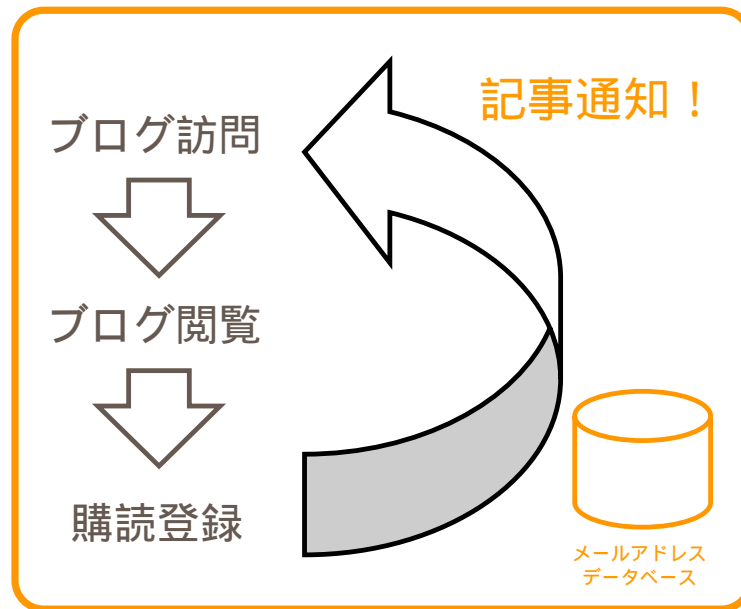 記事通知！
ブログ訪問
ブログ閲覧
購読登録
メールアドレス
データベース